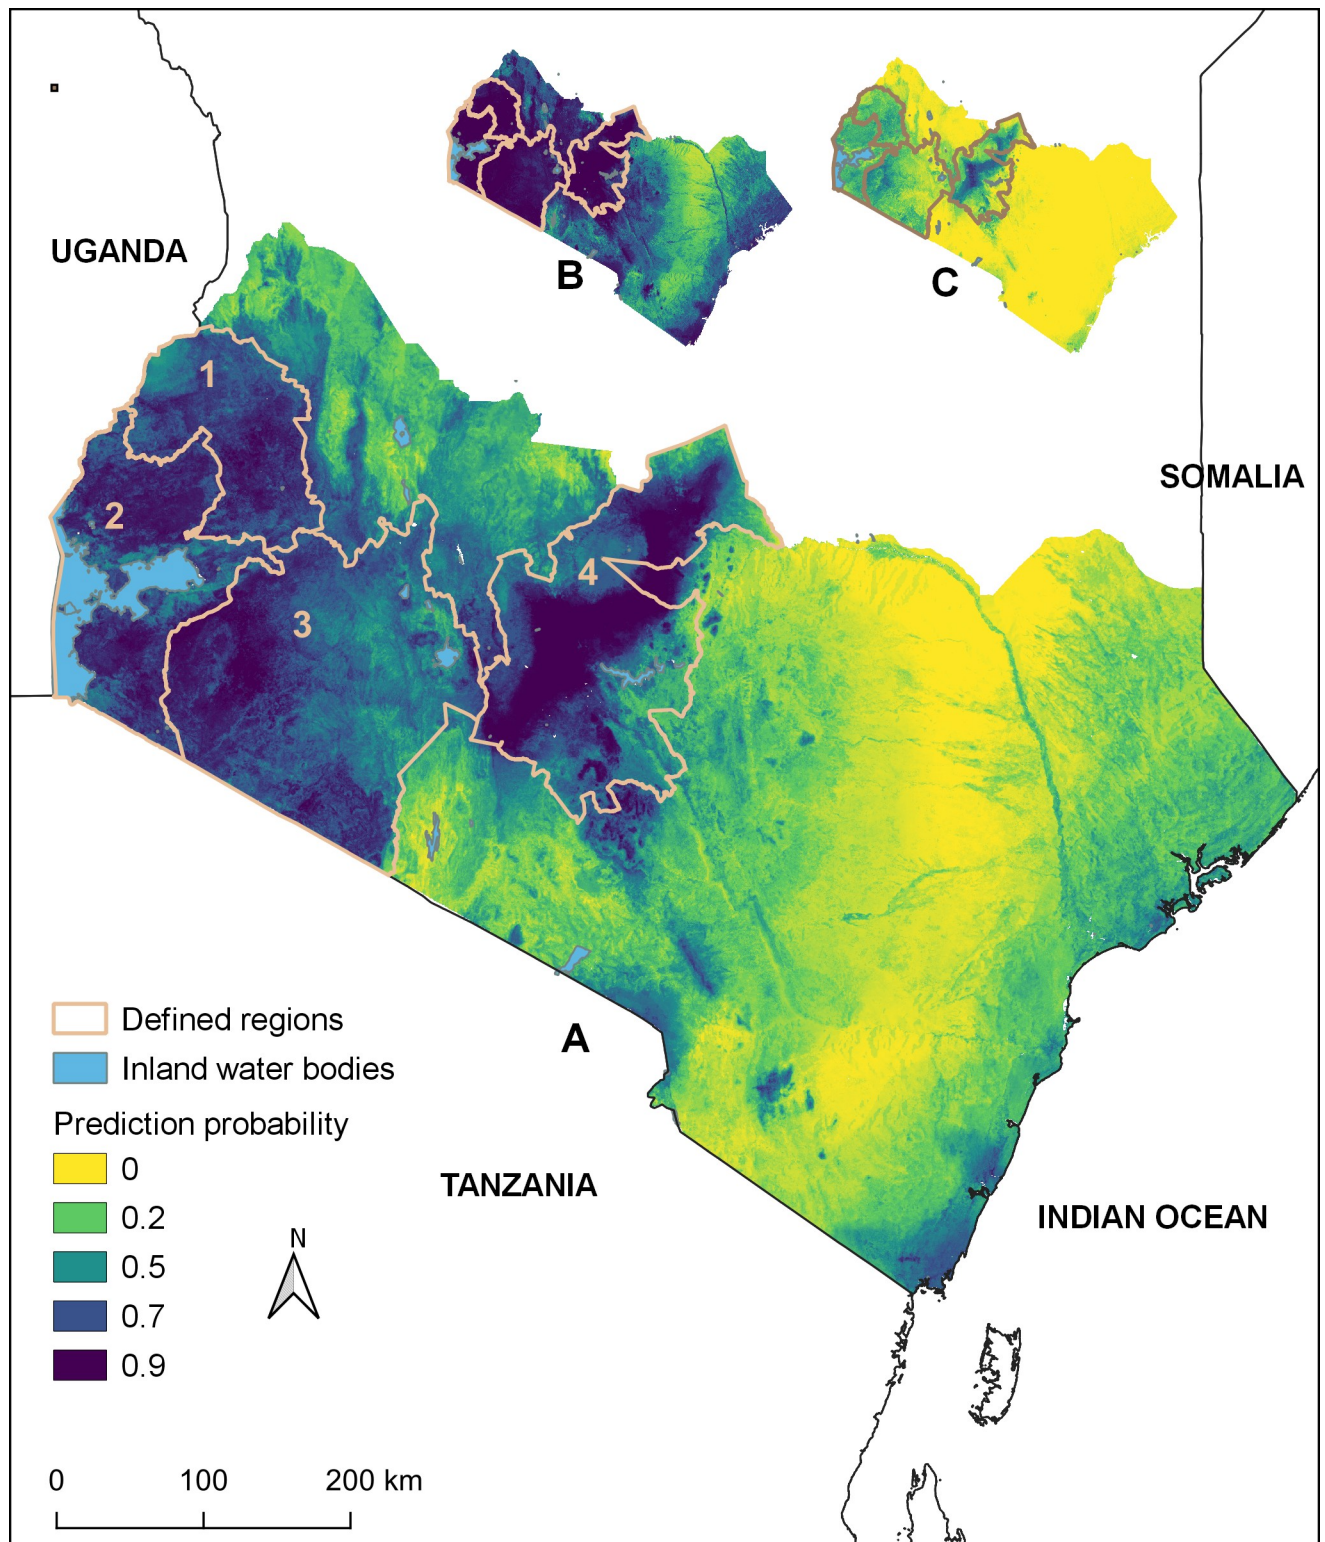 B
C
UGANDA
1
2
3
4
SOMALIA
A
Defined regions
Inland water bodies
Prediction probability
0
0.2
0.5
0.7
0.9
N
TANZANIA
INDIAN OCEAN
0 100 200 km